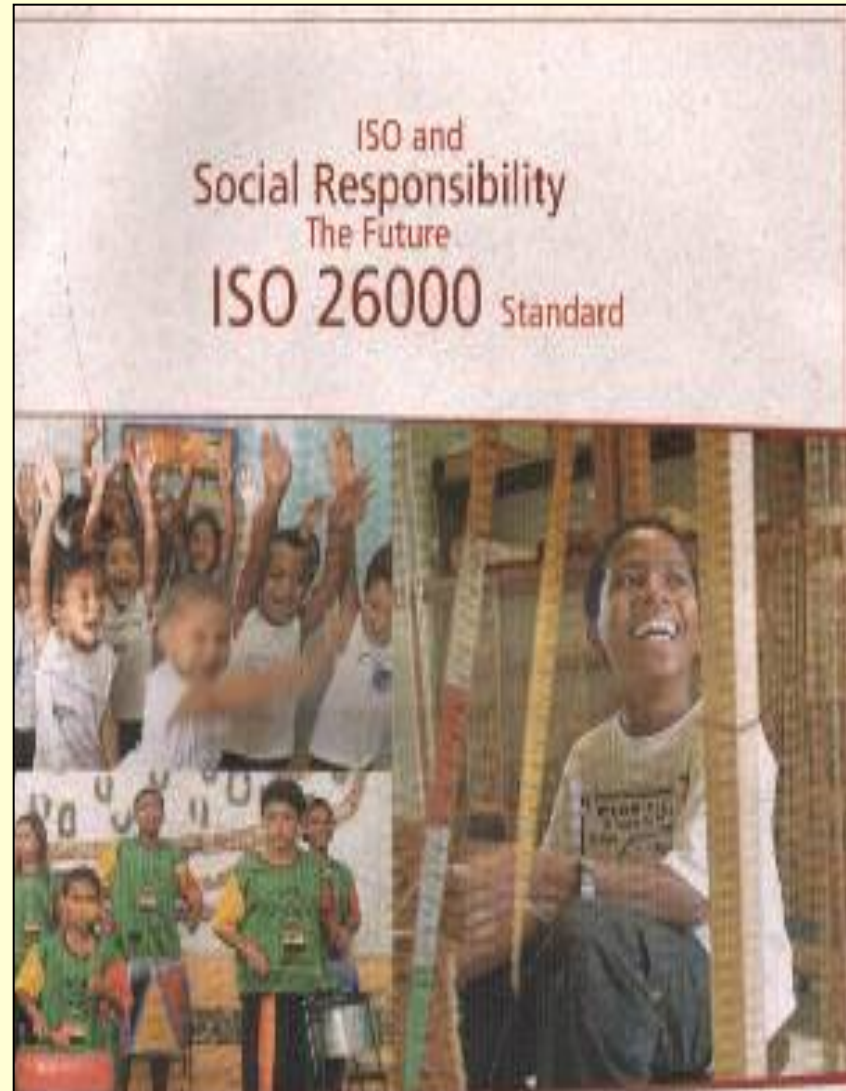 ISO and
Social Responsibility
The Future
ISO 26000 Standard